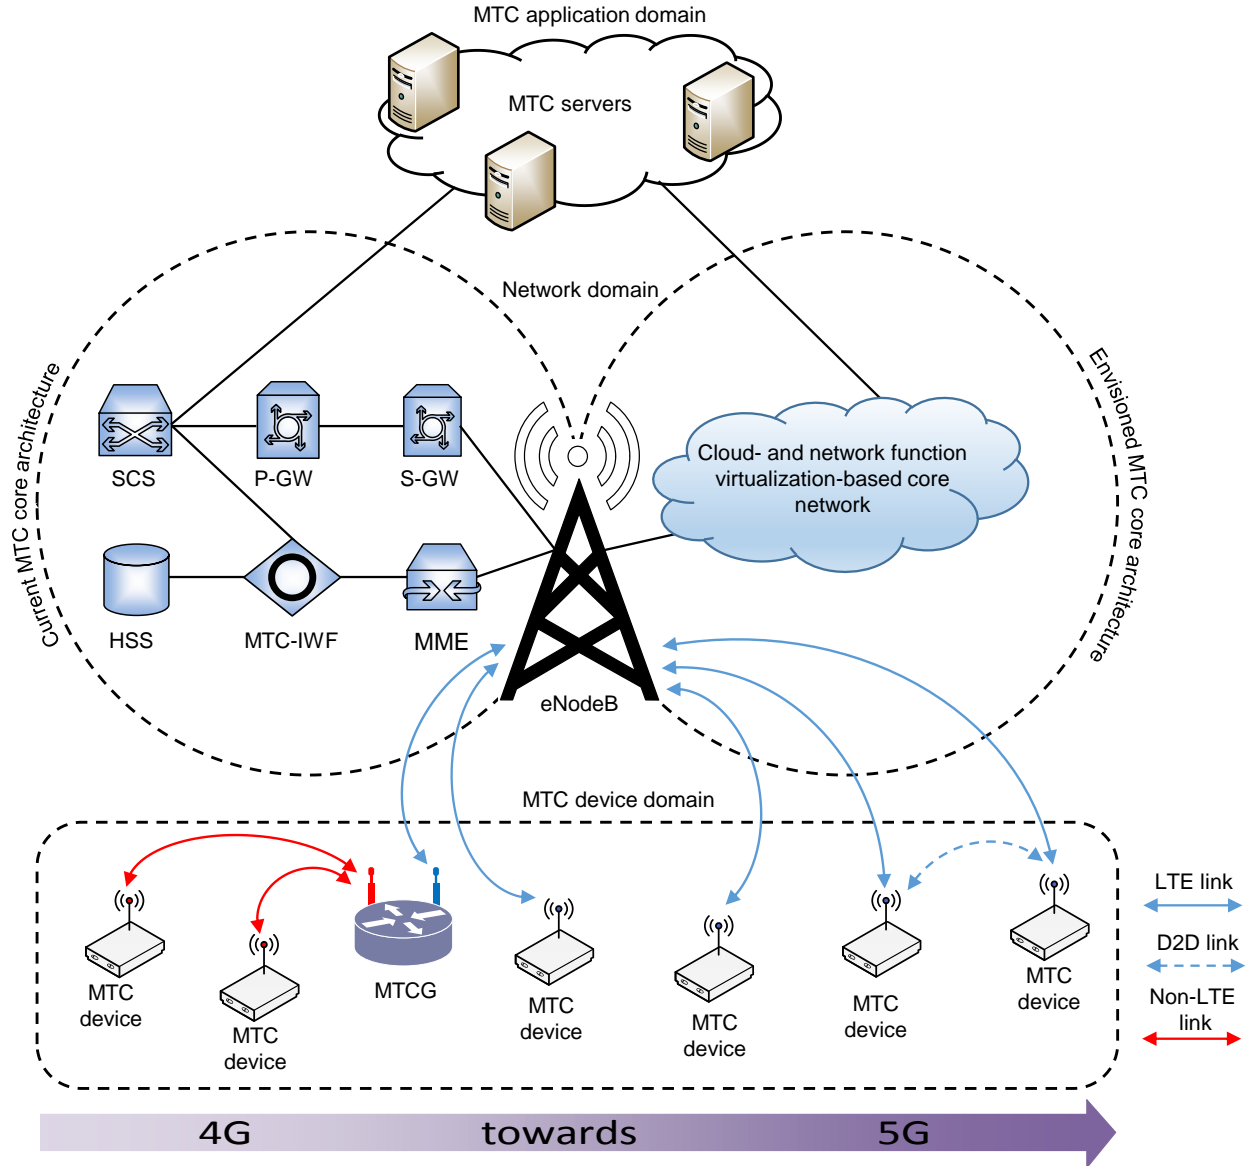 MTC application domain
MTC servers
Network domain
Current MTC core architecture
Envisioned MTC core architecture
SCS
P-GW
S-GW
Cloud- and network function
virtualization-based core
network
HSS
MTC-IWF
MME
eNodeB
MTC device domain
MTC
device
MTC
device
MTCG
MTC
device
MTC
device
MTC
device
MTC
device
LTE link
D2D link
Non-LTE
link
4G towards 5G